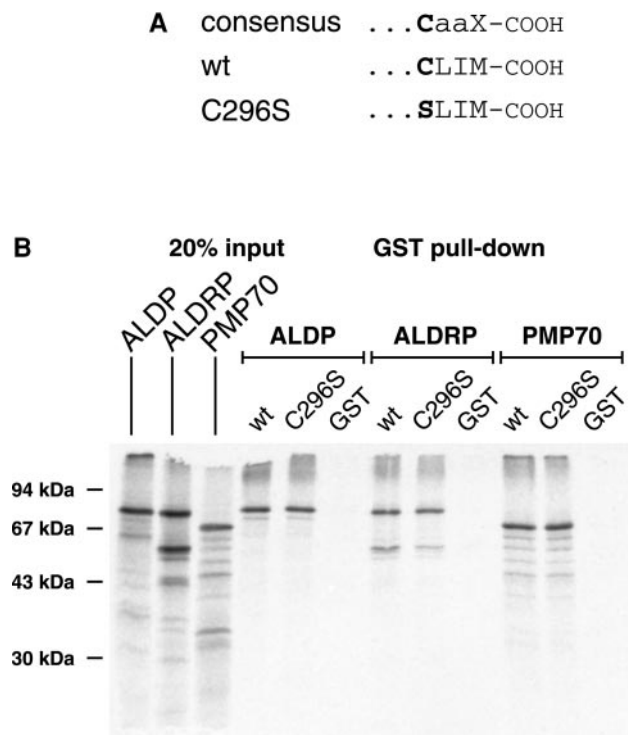 A consensus ...CaaX-COOH
wt ...CLIM-COOH
C296S ...SLIM-COOH
B 20% input GST pull-down
ALDP ALDRP PMP70
ALDP ALDRP PMP70
wt C296S GST wt C296S GST wt C296S GST
94 kDa
67 kDa
43 kDa
30 kDa